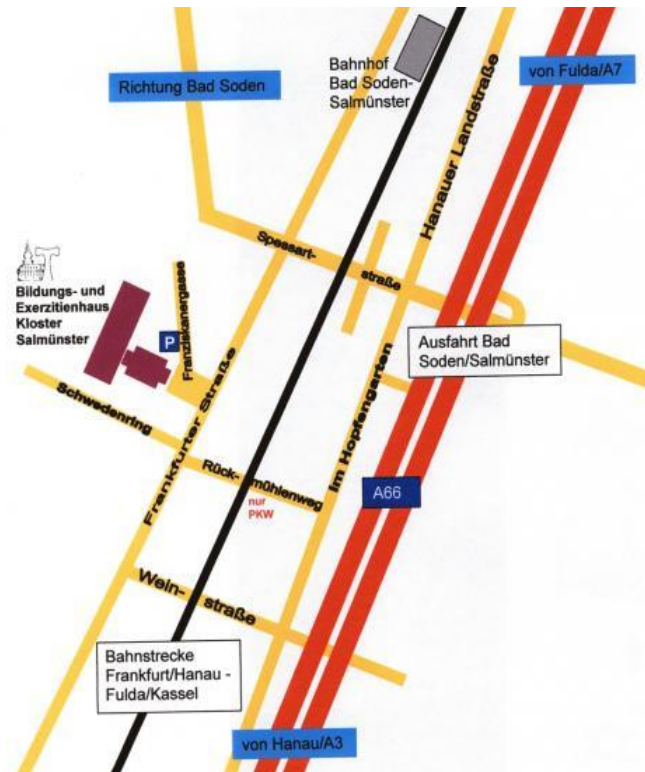 Richtung Bad Soden
Bahnhof
Bad Soden-
Salmünster
von Fulda/A7
Hanauer Landstraße
Spessart-
straße
Bildungs- und
Exerzitienhaus
Kloster
Salmünster
P
Franziskanergasse
Ausfahrt Bad
Soden/Salmünster
Schwedenring
Frankfurter Straße
Im Hopfengarten
Rück-
mühlenweg
nur
PKW
A66
Wein-
straße
Bahnstrecke
Frankfurt/Hanau -
Fulda/Kassel
von Hanau/A3